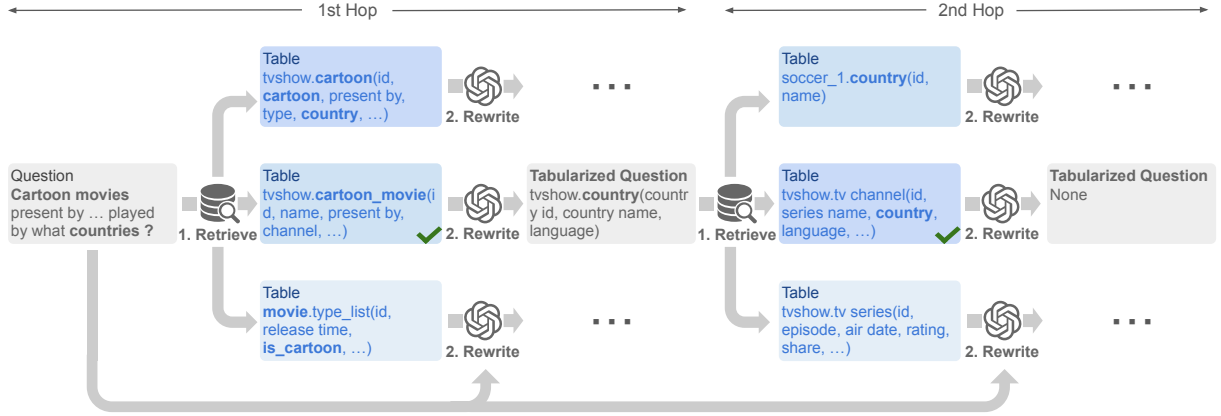 1st Hop
2nd Hop
Table
tvshow.cartoon(id,
cartoon, present by,
type, country, …)
2. Rewrite
...
Table
soccer_1.country(id,
name)
2. Rewrite
...
Question
Cartoon movies
present by … played
by what countries ?
1. Retrieve
Table
tvshow.cartoon_movie(i
d, name, present by,
channel, …)
2. Rewrite
Tabularized Question
tvshow.country(countr
y id, country name,
language)
1. Retrieve
Table
tvshow.tv channel(id,
series name, country,
language, …)
2. Rewrite
Tabularized Question
None
Table
movie.type_list(id,
release time,
is_cartoon, …)
2. Rewrite
...
Table
tvshow.tv series(id,
episode, air date, rating,
share, …)
2. Rewrite
...